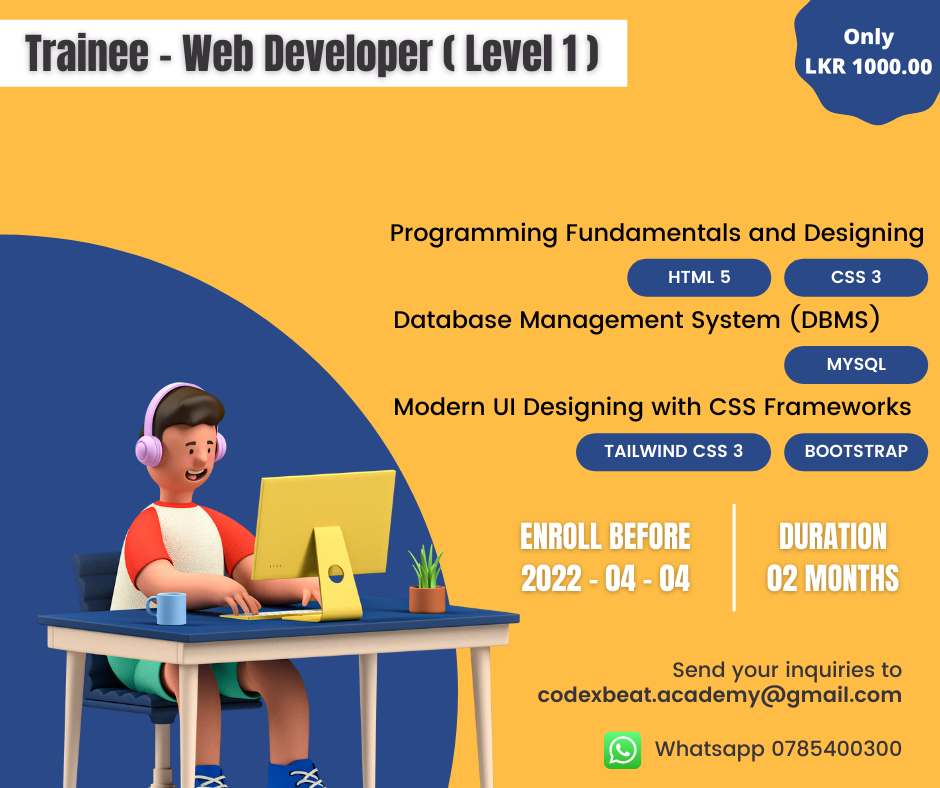 Trainee - Web Developer ( Level 1 )
Only
LKR 1000.00
Programming Fundamentals and Designing
HTML 5 CSS 3
Database Management System (DBMS)
MYSQL
Modern UI Designing with CSS Frameworks
TAILWIND CSS 3 BOOTSTRAP
ENROLL BEFORE
2022 - 04 - 04
DURATION
02 MONTHS
Send your inquiries to
codexbeat.academy@gmail.com
Whatsapp 0785400300